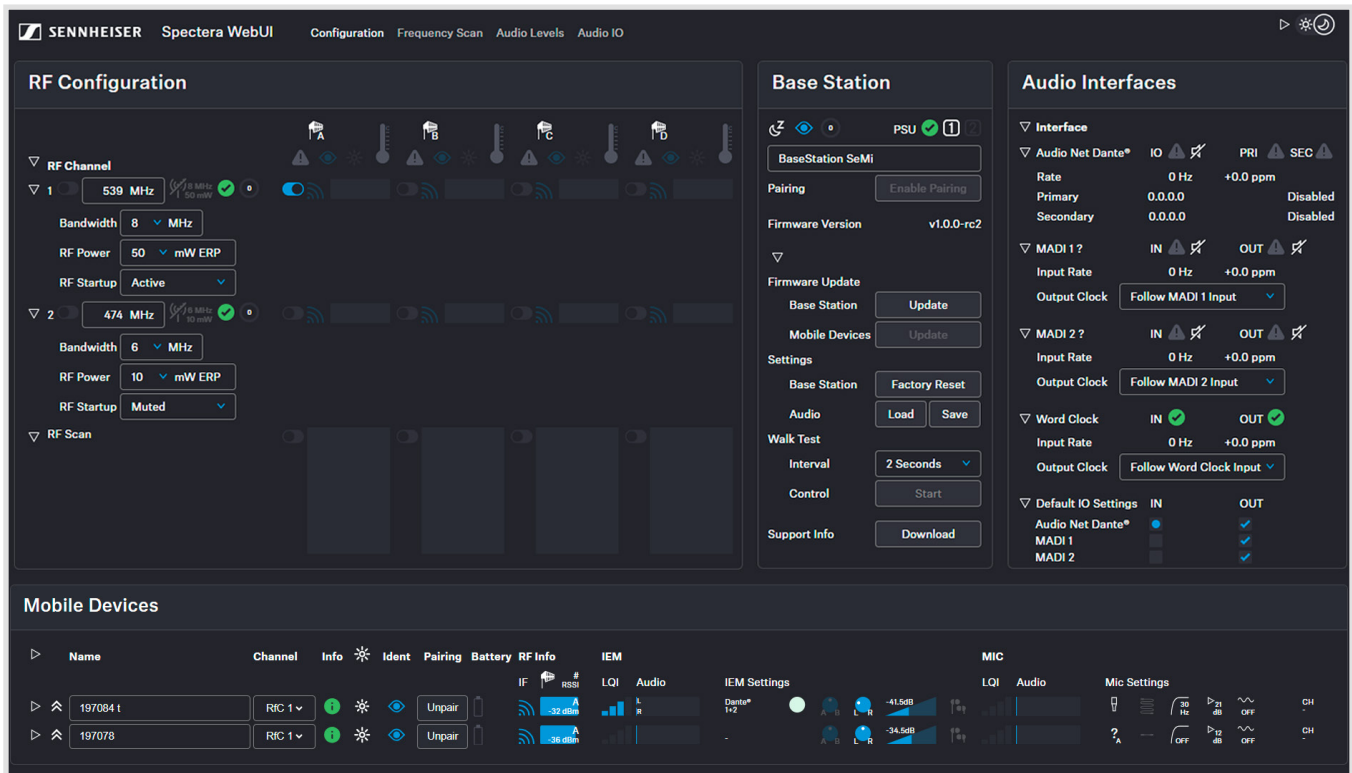 SENNHEISER Spectera WebUI Configuration Frequency Scan Audio Levels Audio IO
RF Configuration
A B C D
RF Channel
1 539 MHz 8 MHz 50 mW 0
Bandwidth 8 MHz
RF Power 50 mW ERP
RF Startup Active
2 474 MHz 6 MHz 10 mW 0
Bandwidth 6 MHz
RF Power 10 mW ERP
RF Startup Muted
RF Scan
Base Station
0 PSU 1 2
BaseStation SeMi
Pairing Enable Pairing
Firmware Version v1.0.0-rc2
Firmware Update
Base Station Update
Mobile Devices Update
Settings
Base Station Factory Reset
Audio Load Save
Walk Test
Interval 2 Seconds
Control Start
Support Info Download
Audio Interfaces
Interface
Audio Net Dante® IO PRI SEC
Rate 0 Hz +0.0 ppm
Primary 0.0.0.0 Disabled
Secondary 0.0.0.0 Disabled
MADI 1 ? IN OUT
Input Rate 0 Hz +0.0 ppm
Output Clock Follow MADI 1 Input
MADI 2 ? IN OUT
Input Rate 0 Hz +0.0 ppm
Output Clock Follow MADI 2 Input
Word Clock IN OUT
Input Rate 0 Hz +0.0 ppm
Output Clock Follow Word Clock Input
Default IO Settings IN OUT
Audio Net Dante®
MADI 1
MADI 2
Mobile Devices
Name Channel Info Ident Pairing Battery RF Info IEM MIC
IF # RSSI LQI Audio IEM Settings LQI Audio Mic Settings
197084 t RfC 1 Unpair A -32 dBm L R Dante® 1+2 A B L R -41.5dB 30 Hz 21 dB OFF CH -
197078 RfC 1 Unpair A -36 dBm - A B L R -34.5dB ? A OFF 12 dB OFF CH -